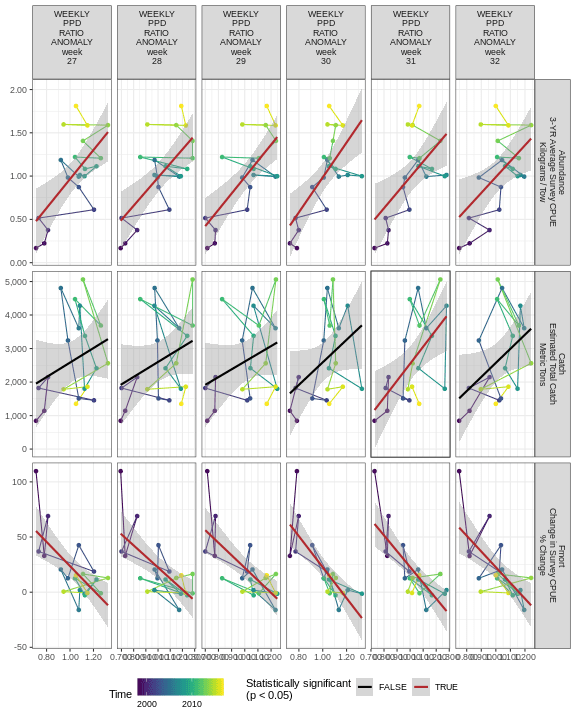 WEEKLY
PPD
RATIO
ANOMALY
week
27
WEEKLY
PPD
RATIO
ANOMALY
week
28
WEEKLY
PPD
RATIO
ANOMALY
week
29
WEEKLY
PPD
RATIO
ANOMALY
week
30
WEEKLY
PPD
RATIO
ANOMALY
week
31
WEEKLY
PPD
RATIO
ANOMALY
week
32
2.00
1.50
1.00
0.50
0.00
Abundance
3-YR Average Survey CPUE
Kilograms / Tow
5,000
4,000
3,000
2,000
1,000
0
Catch
Estimated Total Catch
Metric Tons
100
50
0
-50
Fmort
Change in Survey CPUE
% Change
0.80 1.00 1.20
Time
2000 2010
Statistically significant
(p < 0.05)
FALSE TRUE